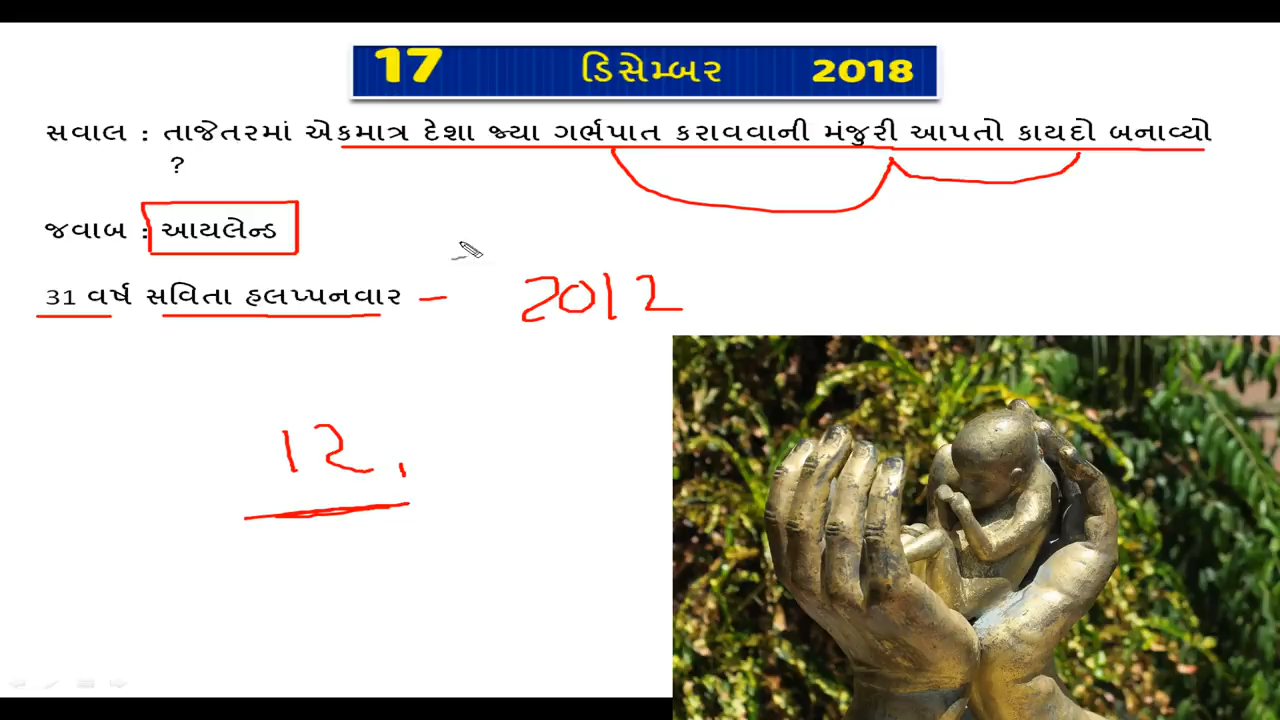 17 ડિસેમ્બર 2018
સવાલ : તાજેતરમાં એકમાત્ર દેશા જ્યા ગર્ભપાત કરાવવાની મંજુરી આપતો કાયદો બનાવ્યો
?
જવાબ : આયલેન્ડ
31 વર્ષ સવિતા હલપ્પનવાર – 2012
12.